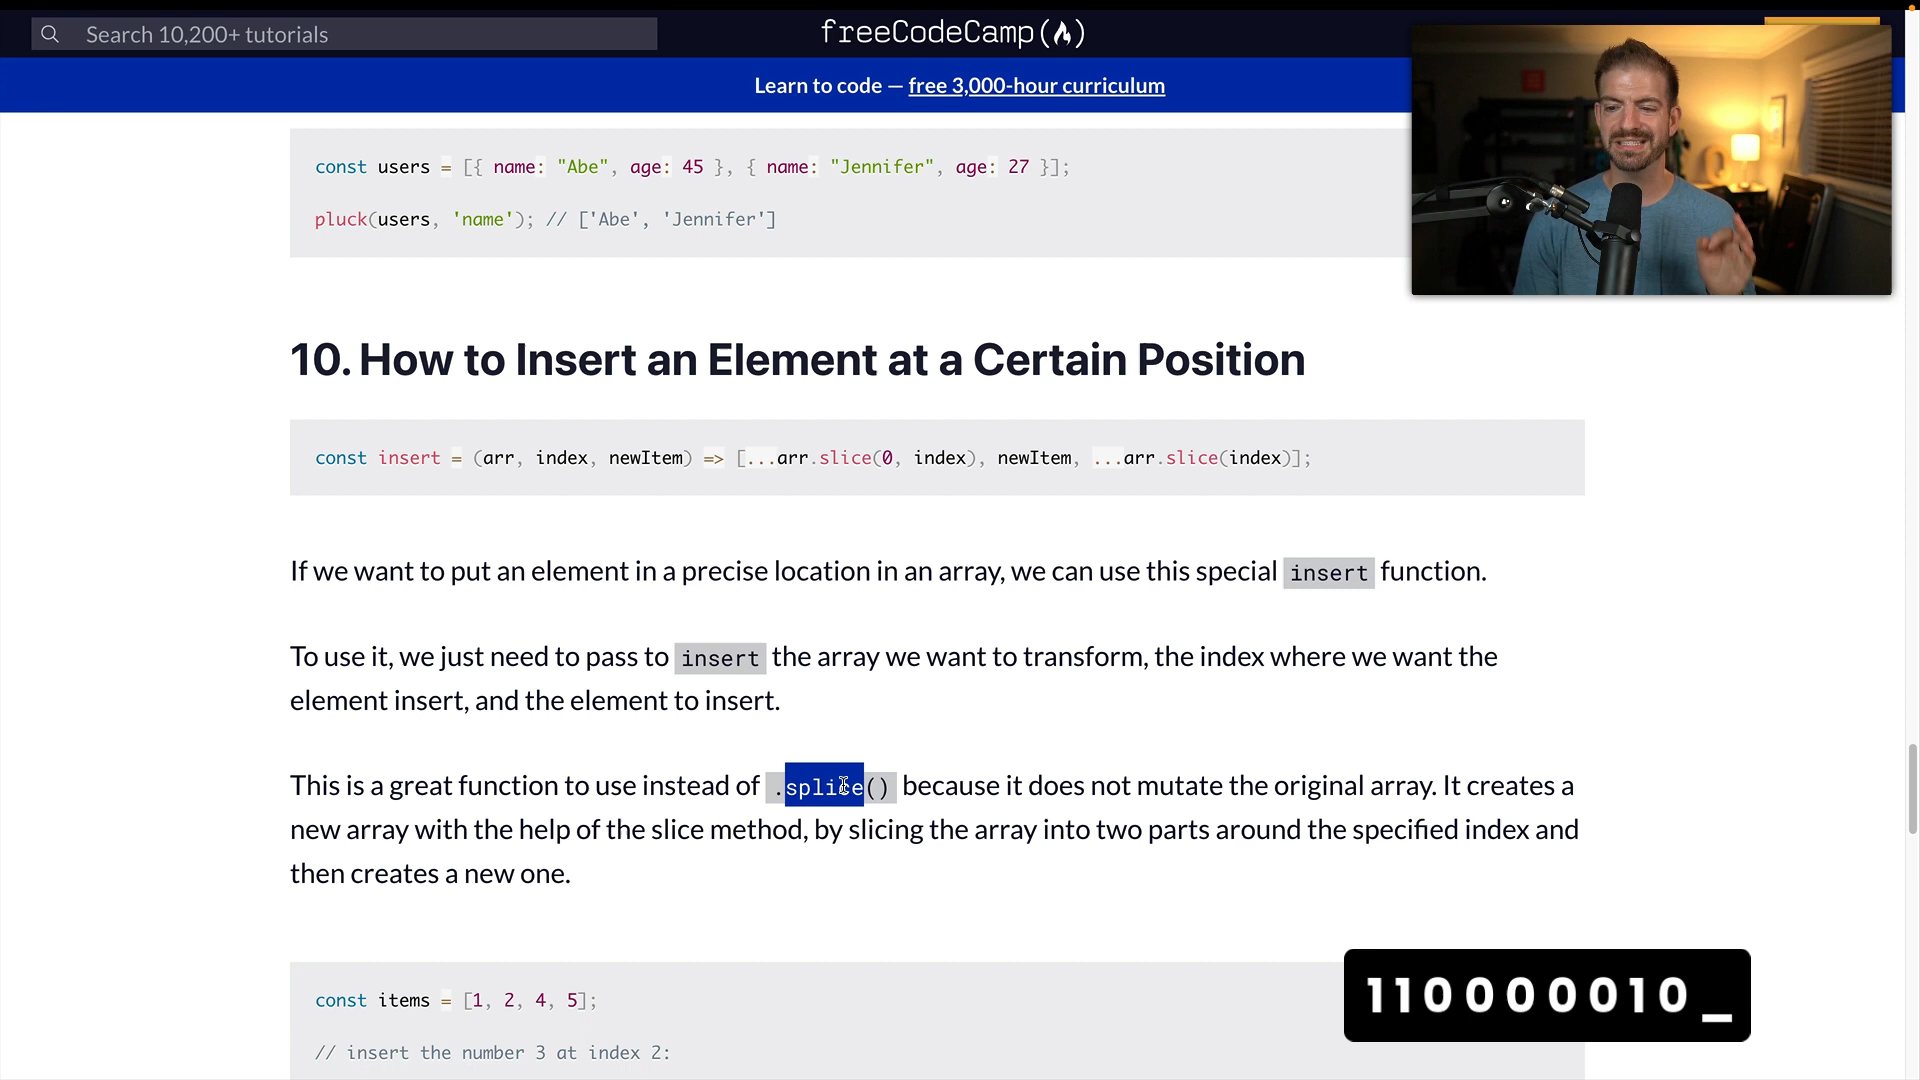 Search 10,200+ tutorials
freeCodeCamp(🔥)
Learn to code — free 3,000-hour curriculum
const users = [{ name: "Abe", age: 45 }, { name: "Jennifer", age: 27 }];
pluck(users, 'name'); // ['Abe', 'Jennifer']
10. How to Insert an Element at a Certain Position
const insert = (arr, index, newItem) => [...arr.slice(0, index), newItem, ...arr.slice(index)];
If we want to put an element in a precise location in an array, we can use this special insert function.
To use it, we just need to pass to insert the array we want to transform, the index where we want the
element insert, and the element to insert.
This is a great function to use instead of .splice() because it does not mutate the original array. It creates a
new array with the help of the slice method, by slicing the array into two parts around the specified index and
then creates a new one.
const items = [1, 2, 4, 5];
// insert the number 3 at index 2:
110000010_